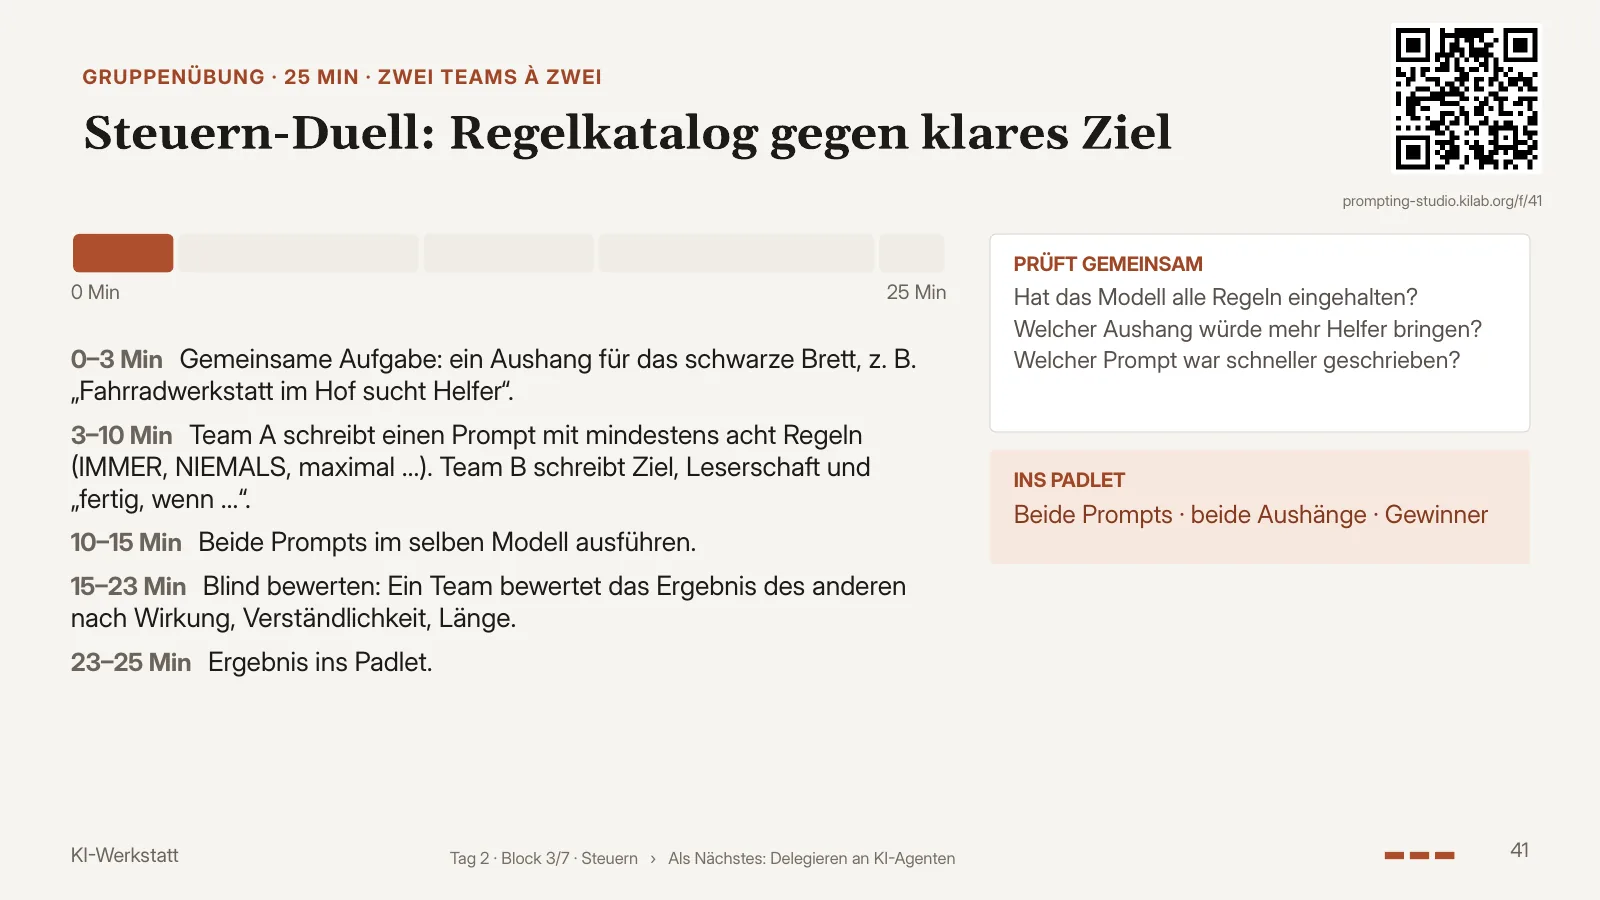 GRUPPENÜBUNG · 25 MIN · ZWEI TEAMS À ZWEI
Steuern-Duell: Regelkatalog gegen klares Ziel
prompting-studio.kilab.org/f/41
0 Min
25 Min
0–3 Min Gemeinsame Aufgabe: ein Aushang für das schwarze Brett, z. B.
„Fahrradwerkstatt im Hof sucht Helfer“.
3–10 Min Team A schreibt einen Prompt mit mindestens acht Regeln
(IMMER, NIEMALS, maximal ...). Team B schreibt Ziel, Leserschaft und
„fertig, wenn ...“.
10–15 Min Beide Prompts im selben Modell ausführen.
15–23 Min Blind bewerten: Ein Team bewertet das Ergebnis des anderen
nach Wirkung, Verständlichkeit, Länge.
23–25 Min Ergebnis ins Padlet.
PRÜFT GEMEINSAM
Hat das Modell alle Regeln eingehalten?
Welcher Aushang würde mehr Helfer bringen?
Welcher Prompt war schneller geschrieben?
INS PADLET
Beide Prompts · beide Aushänge · Gewinner
KI-Werkstatt
Tag 2 · Block 3/7 · Steuern › Als Nächstes: Delegieren an KI-Agenten
41